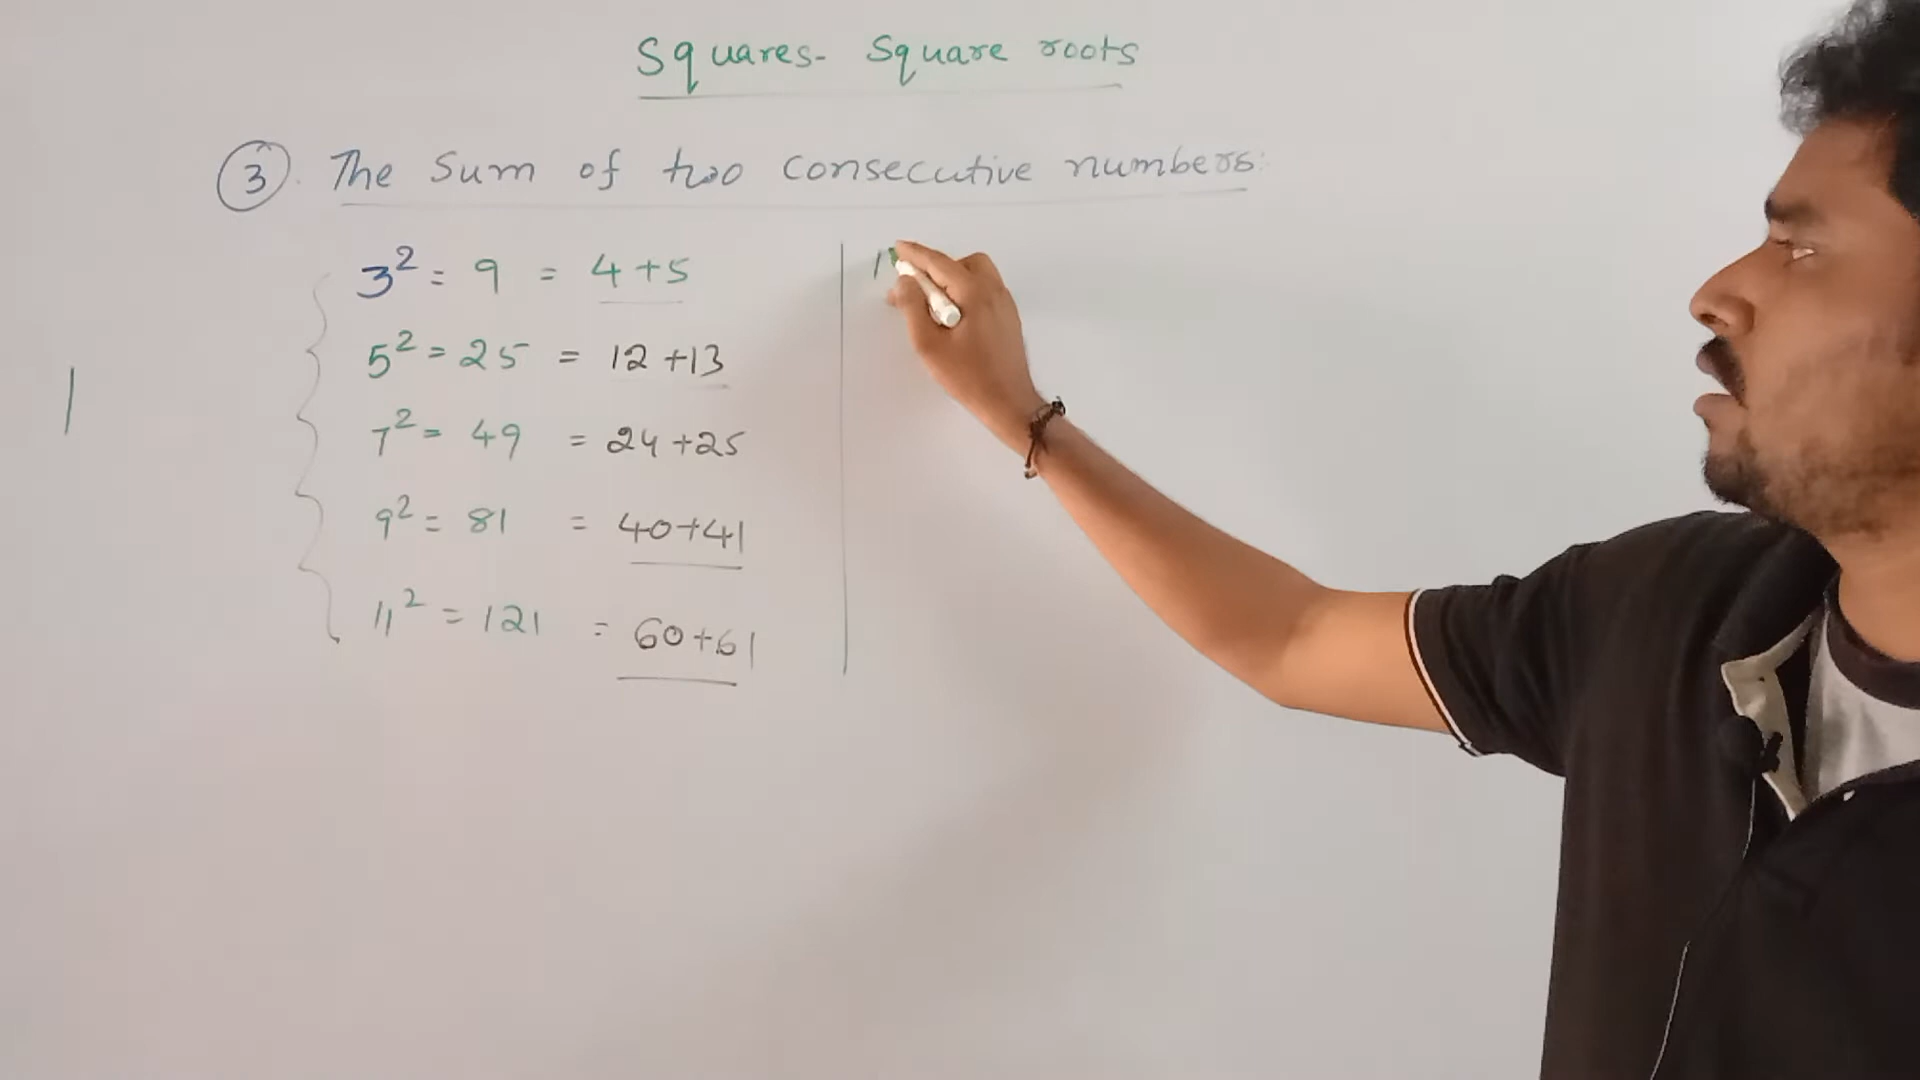 Squares- Square roots
③. The Sum of two consecutive numbers:
3² = 9 = 4+5
5² = 25 = 12+13
7² = 49 = 24+25
9² = 81 = 40+41
11² = 121 = 60+61